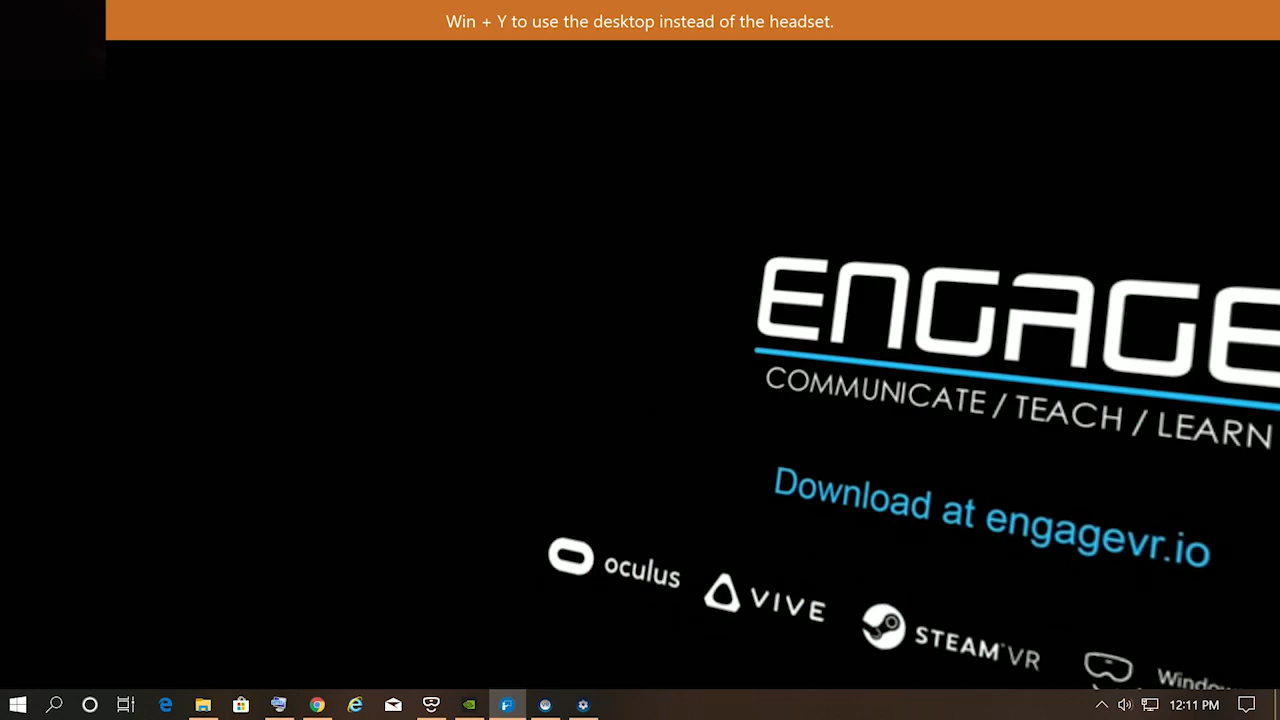 Win + Y to use the desktop instead of the headset.
ENGAGE
COMMUNICATE / TEACH / LEARN
Download at engagevr.io
oculus
VIVE
STEAM VR
12:11 PM